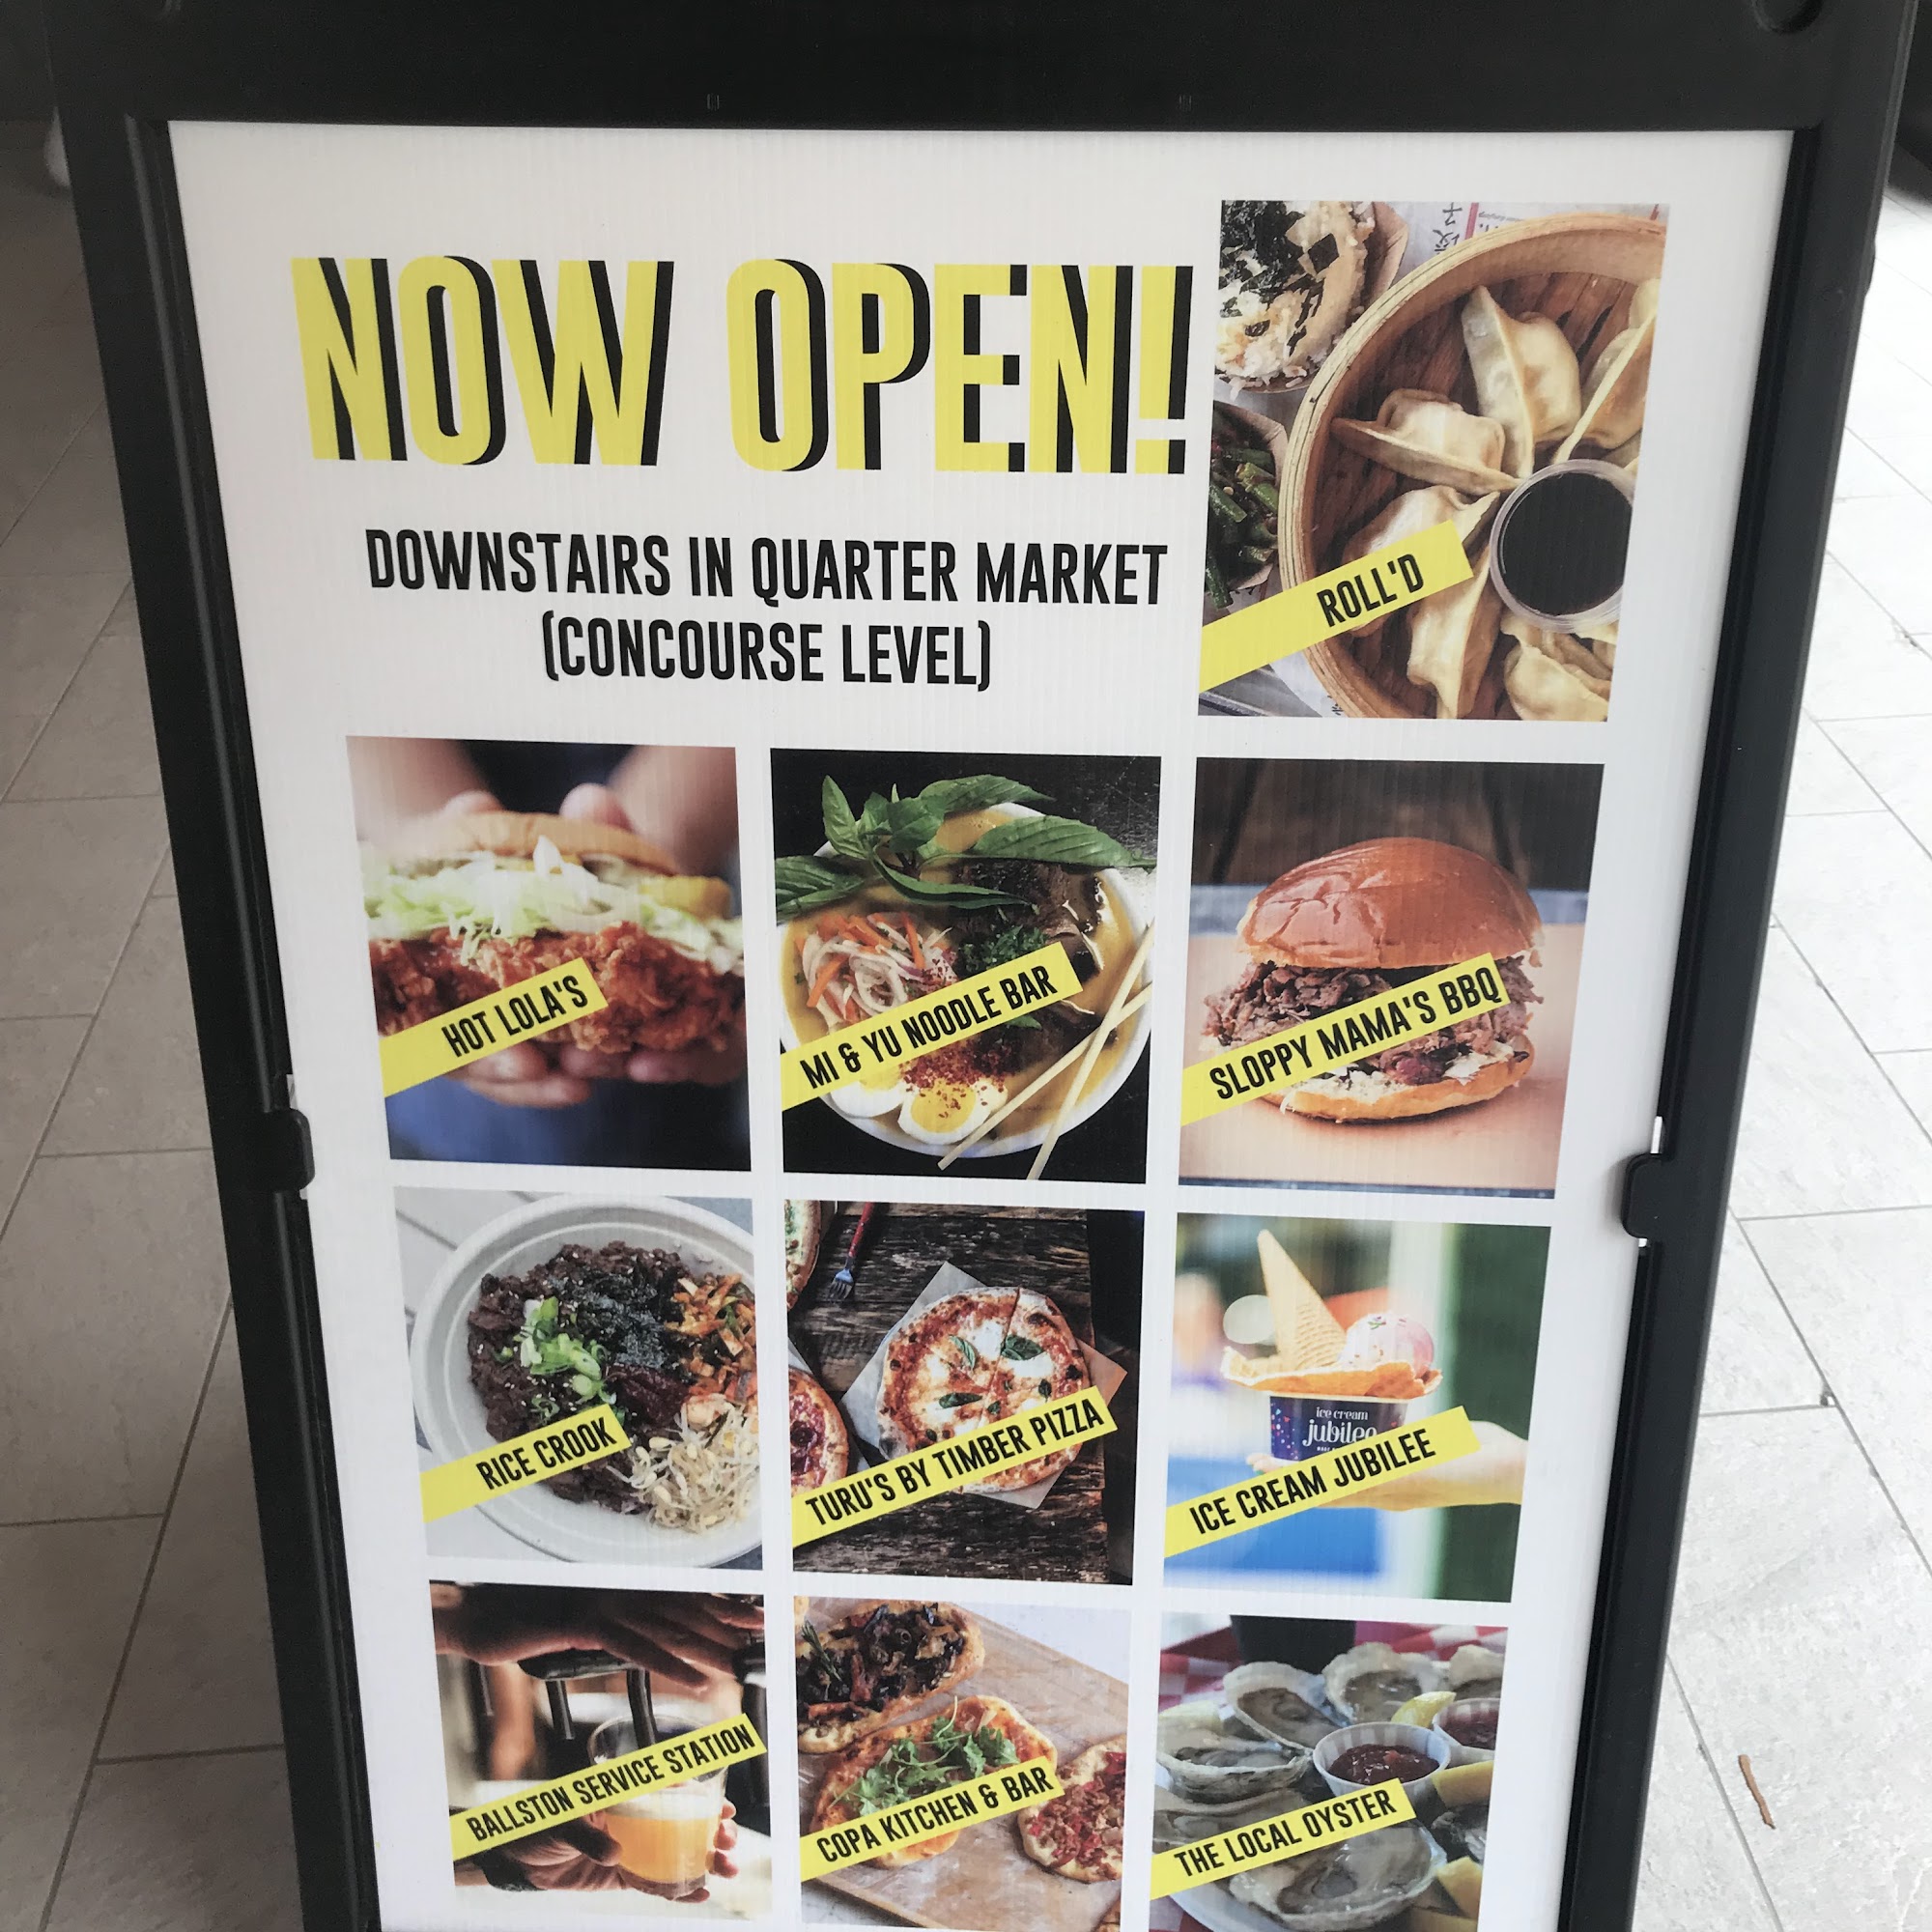 NOW OPEN!
DOWNSTAIRS IN QUARTER MARKET
(CONCOURSE LEVEL)
ROLL'D
HOT LOLA'S
MI & YU NOODLE BAR
SLOPPY MAMA'S BBQ
RICE CROOK
TURU'S BY TIMBER PIZZA
ice cream
jubilee
ICE CREAM JUBILEE
BALLSTON SERVICE STATION
COPA KITCHEN & BAR
THE LOCAL OYSTER